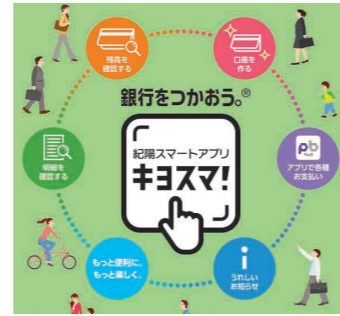 残高を
確認する
口座を
作る
銀行をつかおう。®
紀陽スマートアプリ
キヨスマ!
明細を
確認する
pb
アプリで各種
お支払い
もっと便利に。
もっと楽しく。
i
うれしい
お知らせ